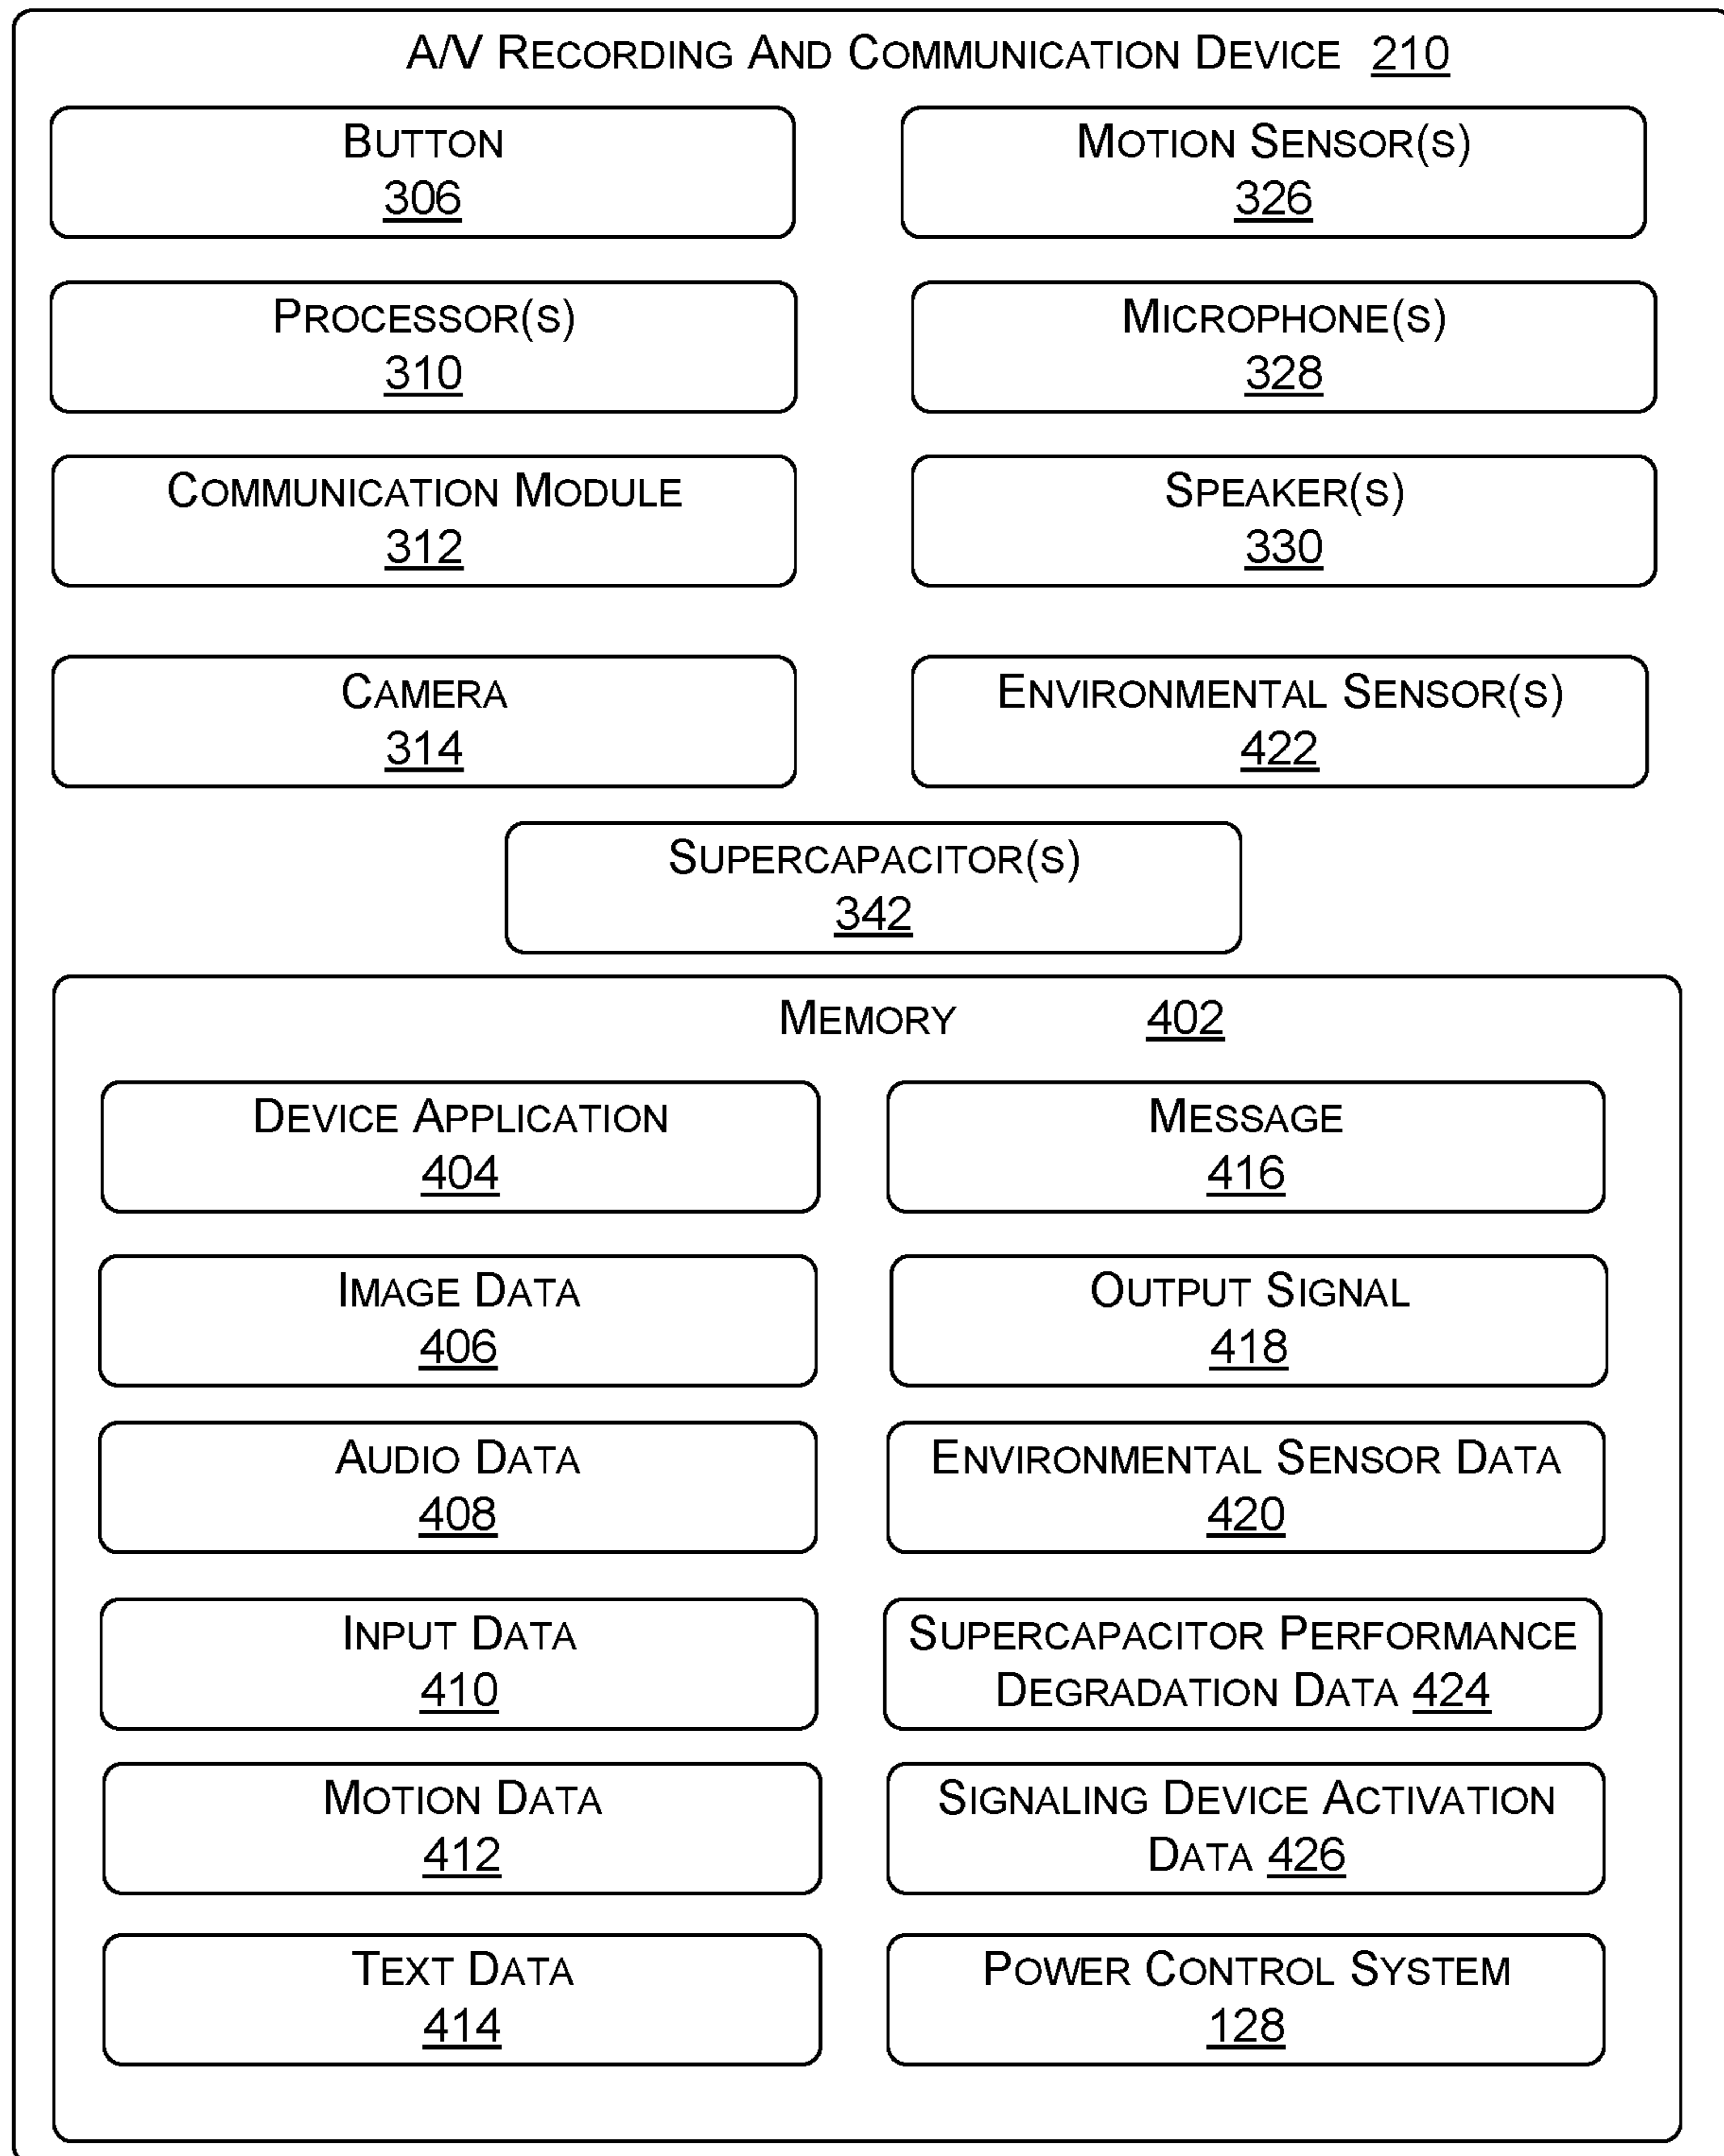 A/V RECORDING AND COMMUNICATION DEVICE 210
BUTTON
306
MOTION SENSOR(S)
326
PROCESSOR(S)
310
MICROPHONE(S)
328
COMMUNICATION MODULE
312
SPEAKER(S)
330
CAMERA
314
ENVIRONMENTAL SENSOR(S)
422
SUPERCAPACITOR(S)
342
MEMORY 402
DEVICE APPLICATION
404
MESSAGE
416
IMAGE DATA
406
OUTPUT SIGNAL
418
AUDIO DATA
408
ENVIRONMENTAL SENSOR DATA
420
INPUT DATA
410
SUPERCAPACITOR PERFORMANCE
DEGRADATION DATA 424
MOTION DATA
412
SIGNALING DEVICE ACTIVATION
DATA 426
TEXT DATA
414
POWER CONTROL SYSTEM
128